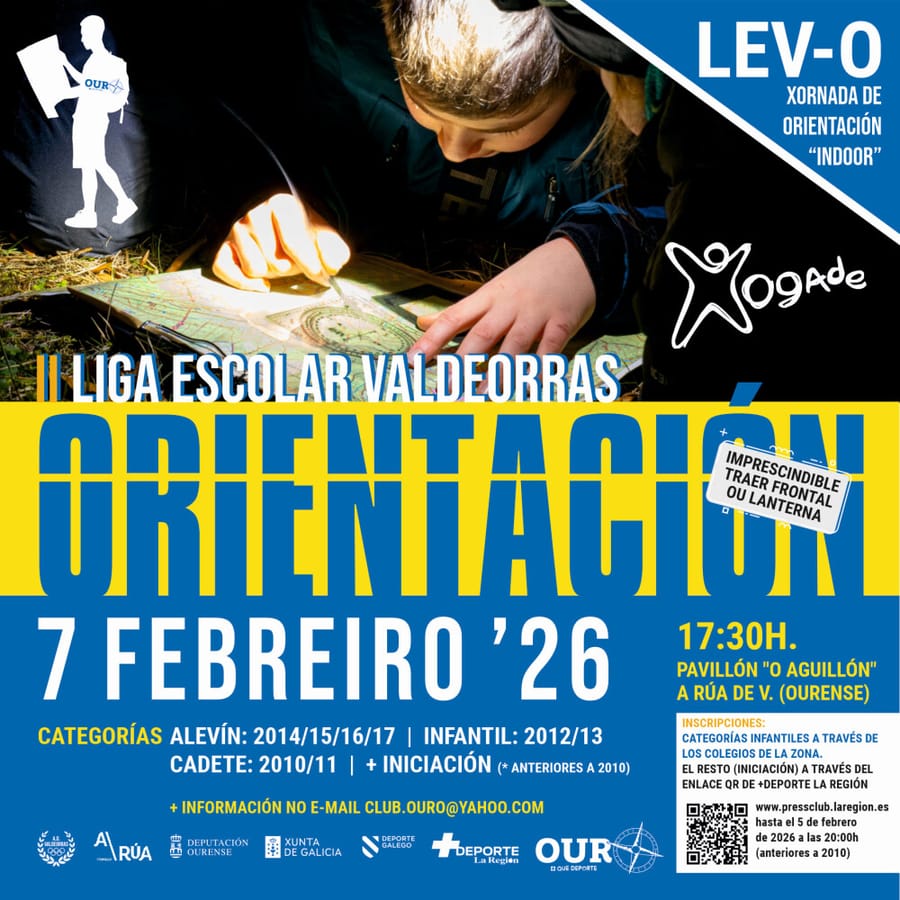 OUR
LEV-O
XORNADA DE
ORIENTACIÓN
“INDOOR”
XOGADE
II LIGA ESCOLAR VALDEORRAS
ORIENTACIÓN
IMPRESCINDIBLE
TRAER FRONTAL
OU LANTERNA
7 FEBREIRO ’26
17:30H.
PAVILLÓN "O AGUILLÓN"
A RÚA DE V. (OURENSE)
CATEGORÍAS ALEVÍN: 2014/15/16/17 | INFANTIL: 2012/13
CADETE: 2010/11 | + INICIACIÓN (* ANTERIORES A 2010)
+ INFORMACIÓN NO E-MAIL CLUB.OURO@YAHOO.COM
INSCRIPCIONES:
CATEGORÍAS INFANTILES A TRAVÉS DE
LOS COLEGIOS DE LA ZONA.
EL RESTO (INICIACIÓN) A TRAVÉS DEL
ENLACE QR DE +DEPORTE LA REGIÓN
www.pressclub.laregion.es
hasta el 5 de febrero
de 2026 a las 20:00h
(anteriores a 2010)
VALDEORRAS
A RÚA
DEPUTACIÓN
OURENSE
XUNTA
DE GALICIA
DEPORTE
GALEGO
+DEPORTE
La Región
OUR
QUE DEPORTE